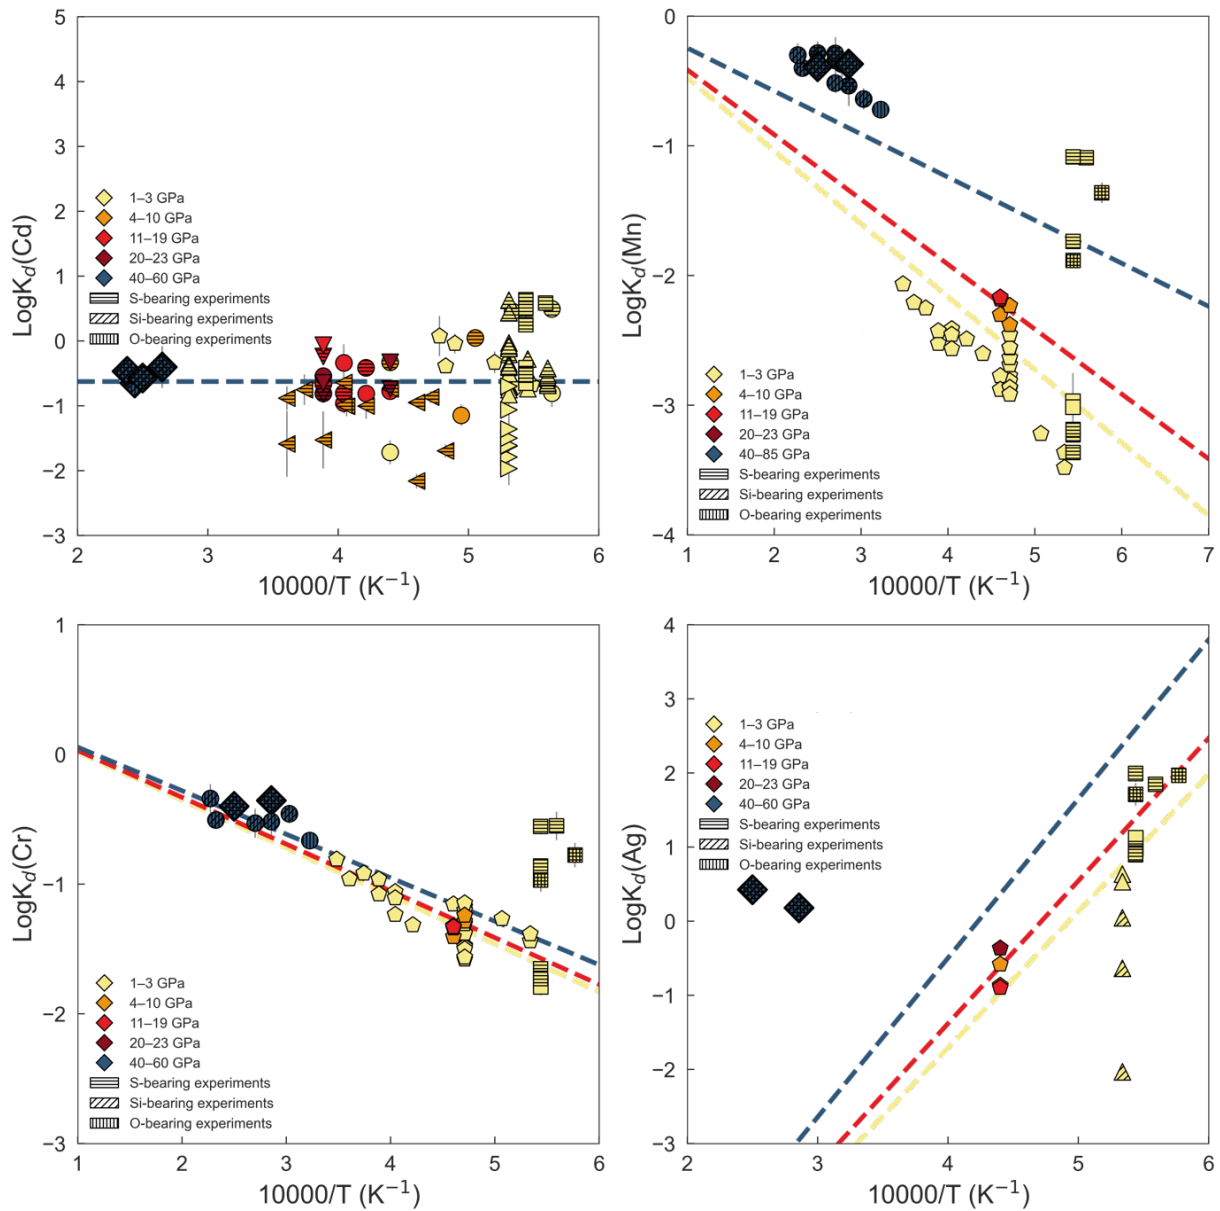 LogK_d(Cd)
5
4
3
2
1
0
−1
−2
−3
1–3 GPa
4–10 GPa
11–19 GPa
20–23 GPa
40–60 GPa
S-bearing experiments
Si-bearing experiments
O-bearing experiments
2 3 4 5 6
10000/T (K⁻¹)
LogK_d(Mn)
0
−1
−2
−3
−4
1–3 GPa
4–10 GPa
11–19 GPa
20–23 GPa
40–85 GPa
S-bearing experiments
Si-bearing experiments
O-bearing experiments
1 2 3 4 5 6 7
10000/T (K⁻¹)
LogK_d(Cr)
1
0
−1
−2
−3
1–3 GPa
4–10 GPa
11–19 GPa
20–23 GPa
40–60 GPa
S-bearing experiments
Si-bearing experiments
O-bearing experiments
1 2 3 4 5 6
10000/T (K⁻¹)
LogK_d(Ag)
4
3
2
1
0
−1
−2
−3
1–3 GPa
4–10 GPa
11–19 GPa
20–23 GPa
40–60 GPa
S-bearing experiments
Si-bearing experiments
O-bearing experiments
2 3 4 5 6
10000/T (K⁻¹)